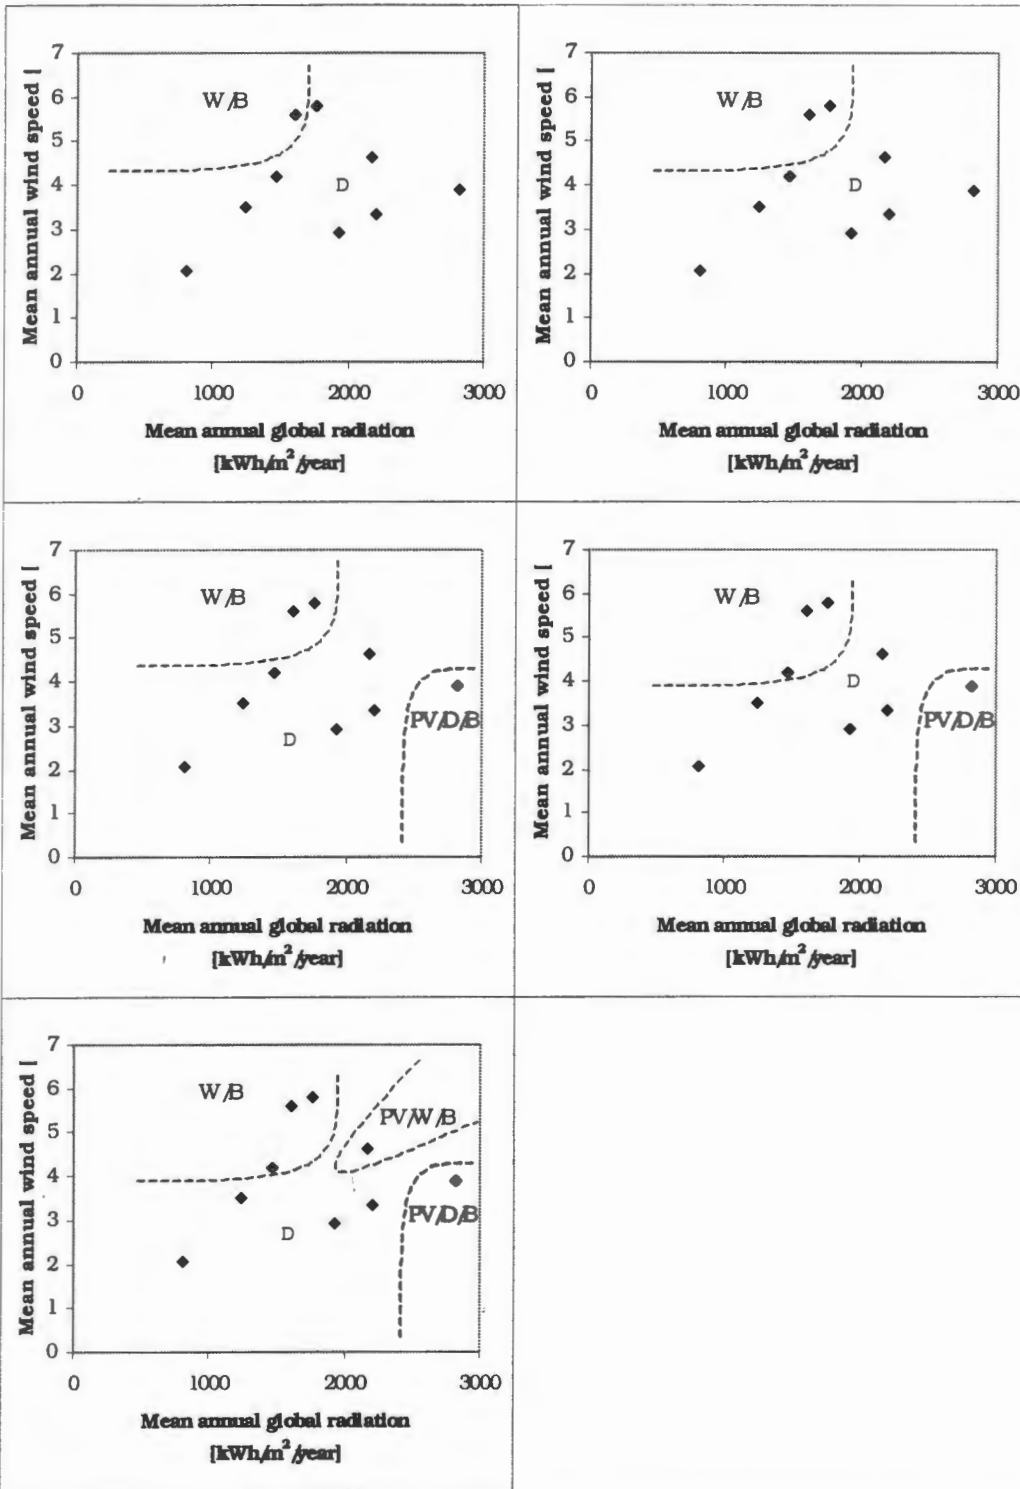 Mean annual wind speed [
7
6
5
4
3
2
1
0
W/B
D
0 1000 2000 3000
Mean annual global radiation
[kWh/m²/year]
Mean annual wind speed [
7
6
5
4
3
2
1
0
W/B
D
0 1000 2000 3000
Mean annual global radiation
[kWh/m²/year]
Mean annual wind speed [
7
6
5
4
3
2
1
0
W/B
PV/D/B
D
0 1000 2000 3000
Mean annual global radiation
[kWh/m²/year]
Mean annual wind speed [
7
6
5
4
3
2
1
0
W/B
D
PV/D/B
0 1000 2000 3000
Mean annual global radiation
[kWh/m²/year]
Mean annual wind speed [
7
6
5
4
3
2
1
0
W/B
PV/W/B
PV/D/B
D
0 1000 2000 3000
Mean annual global radiation
[kWh/m²/year]